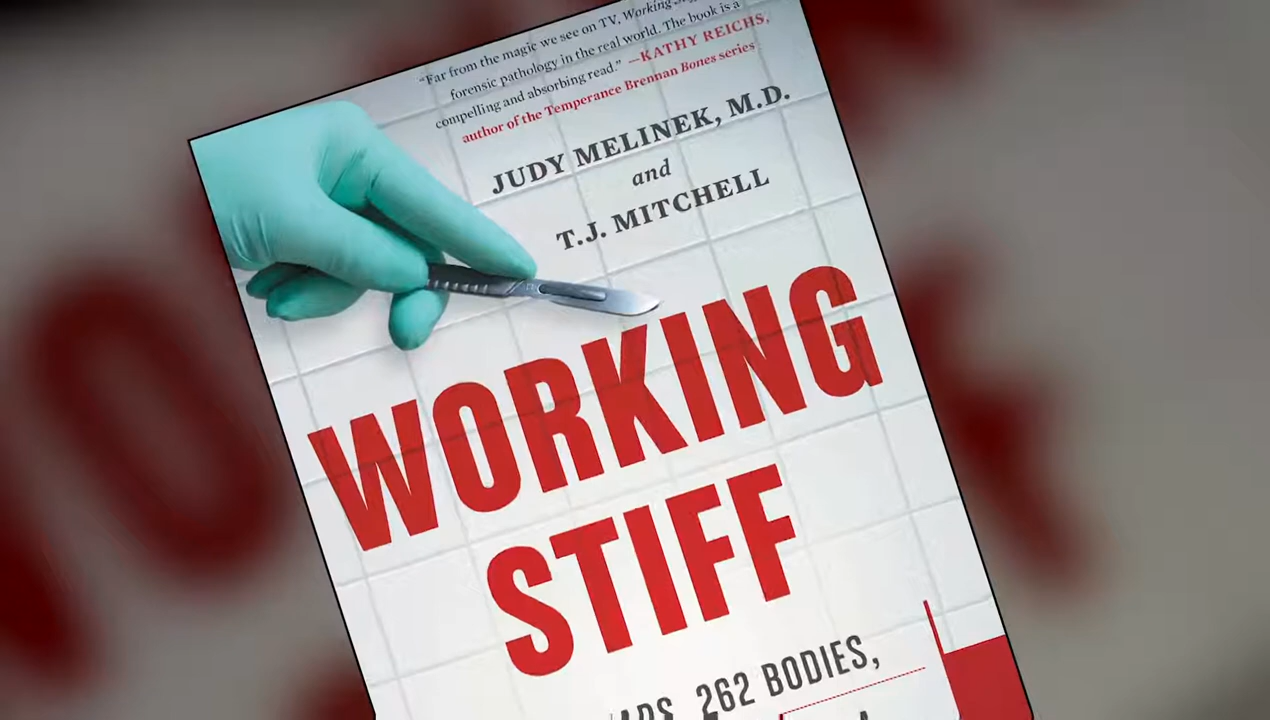 “Far from the magic we see on TV, Working
forensic pathology in the real world. The book is a
compelling and absorbing read.” —KATHY REICHS,
author of the Temperance Brennan Bones series
JUDY MELINEK, M.D.
and
T.J. MITCHELL
WORKING
STIFF
262 BODIES,